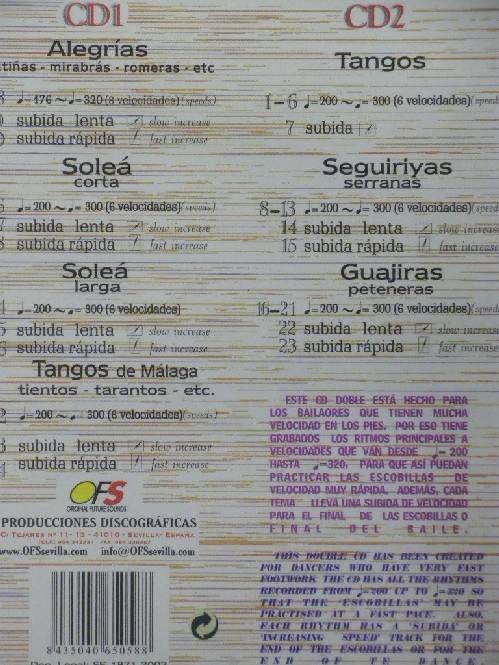 CD1
Alegrías
tiñas - mirabrás - romeras - etc
♩=176 ~ ♩=320 (8 velocidades) (speeds)
subida lenta slow increase
subida rápida fast increase
Soleá
corta
♩=200 ~ ♩= 300 (6 velocidades) (speeds)
subida lenta slow increase
subida rápida fast increase
Soleá
larga
♩=200 ~ ♩= 300 (6 velocidades)
subida lenta slow increase
subida rápida fast increase
Tangos de Málaga
tientos - tarantos - etc.
♩=200 ~ ♩= 300 (6 velocidades) (speeds)
subida lenta slow increase
subida rápida fast increase
OFS
ORIGINAL FUTURE SOUNDS
PRODUCCIONES DISCOGRÁFICAS
C/ TEJARES Nº 11 - 13 - 41010 - SEVILLA - ESPAÑA
www.OFSsevilla.com info@OFSsevilla.com
8435040650588
CD2
Tangos
1-6 ♩=200 ~ ♩= 300 (6 velocidades)
7 subida
Seguiriyas
serranas
8-13 ♩=200 ~ ♩= 300 (6 velocidades)
14 subida lenta slow increase
15 subida rápida fast increase
Guajiras
peteneras
16-21 ♩=200 ~ ♩= 300 (6 velocidades)
22 subida lenta slow increase
23 subida rápida fast increase
ESTE CD DOBLE ESTÁ HECHO PARA
LOS BAILAORES QUE TIENEN MUCHA
VELOCIDAD EN LOS PIES. POR ESO TIENE
GRABADOS LOS RITMOS PRINCIPALES A
VELOCIDADES QUE VAN DESDE ♩= 200
HASTA ♩=320, PARA QUE ASÍ PUEDAN
PRACTICAR LAS ESCOBILLAS DE
VELOCIDAD MUY RÁPIDA. ADEMÁS, CADA
TEMA LLEVA UNA SUBIDA DE VELOCIDAD
PARA EL FINAL DE LAS ESCOBILLAS O
FINAL DEL BAILE.
THIS DOUBLE CD HAS BEEN CREATED
FOR DANCERS WHO HAVE VERY FAST
FOOTWORK. THE CD HAS ALL THE RHYTHMS
RECORDED FROM ♩=200 UP TO ♩=320 SO
THAT THE 'ESCOBILLAS' MAY BE
PRACTISED AT A FAST PACE. ALSO,
EACH RHYTHM HAS A 'SUBIDA' OR
'INCREASING SPEED' TRACK FOR THE
END OF THE ESCOBILLAS OR FOR THE